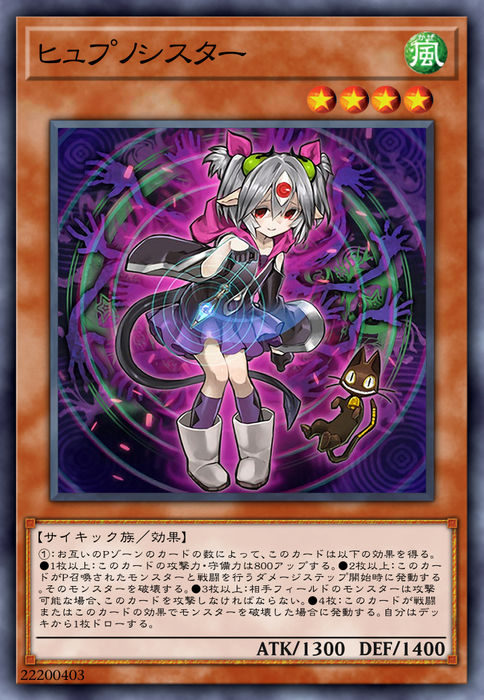 ヒュプノシスター
かぜ
風
【サイキック族／効果】
①：お互いのPゾーンのカードの数によって、このカードは以下の効果を得る。
●1枚以上：このカードの攻撃力・守備力は800アップする。●2枚以上：このカー
ドがP召喚されたモンスターと戦闘を行うダメージステップ開始時に発動する。
そのモンスターを破壊する。●3枚以上：相手フィールドのモンスターは攻撃
可能な場合、このカードを攻撃しなければならない。●4枚：このカードが戦闘
またはこのカードの効果でモンスターを破壊した場合に発動する。自分はデッ
キから1枚ドローする。
ATK/1300 DEF/1400
22200403